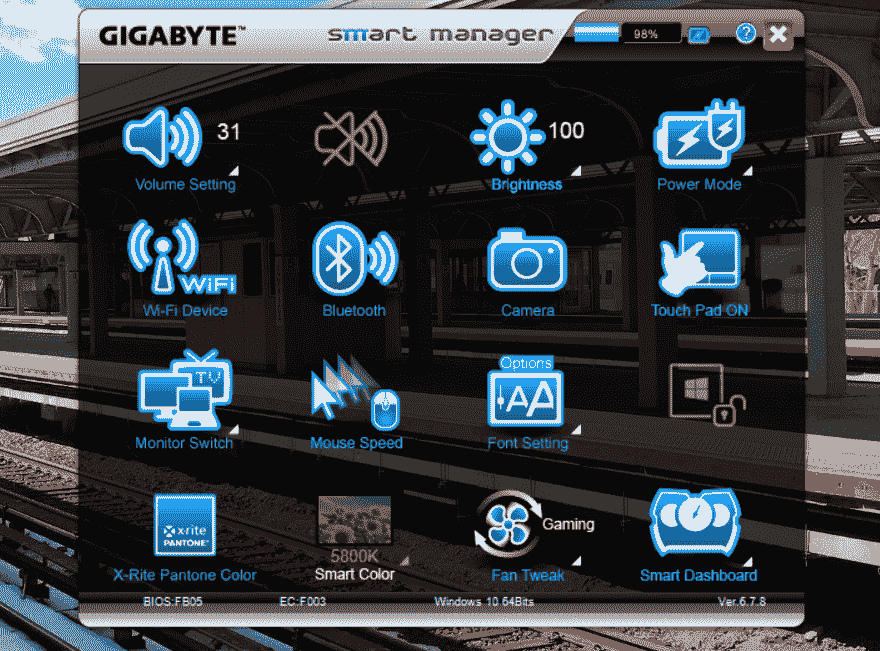 GIGABYTE™ smart manager 98% ?
31
100
Volume Setting
Brightness
Power Mode
WiFi
Wi-Fi Device
Bluetooth
Camera
Touch Pad ON
TV
Options
AA
Monitor Switch
Mouse Speed
Font Setting
x-rite
PANTONE
5800K
Gaming
X-Rite Pantone Color
Smart Color
Fan Tweak
Smart Dashboard
BIOS:FB05 EC:F003 Windows 10 64Bits Ver.6.7.8